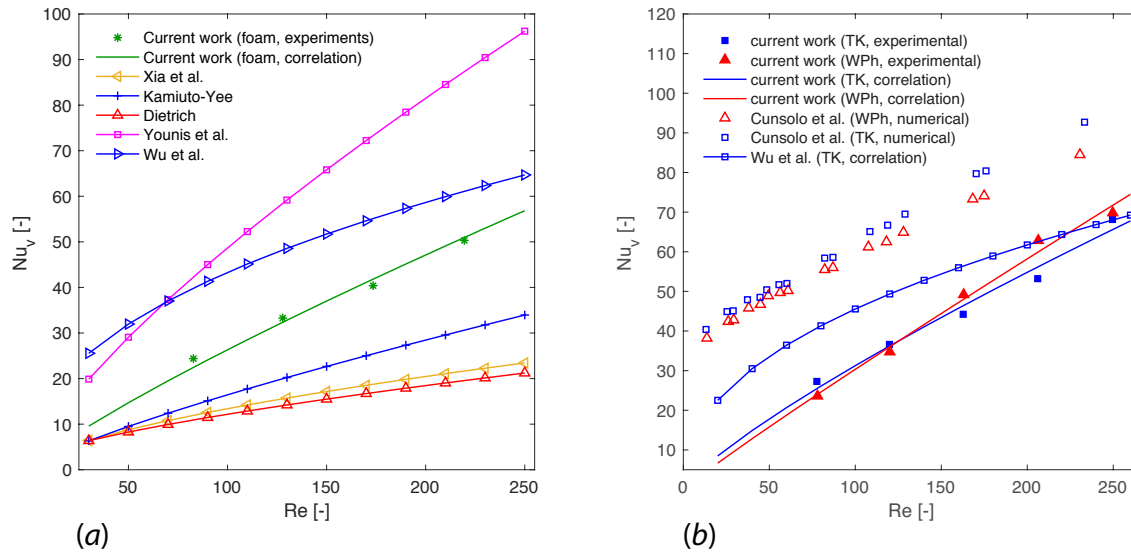 100
90
80
70
60
50
40
30
20
10
0
Nu_v [-]
Current work (foam, experiments)
Current work (foam, correlation)
Xia et al.
Kamiuto-Yee
Dietrich
Younis et al.
Wu et al.
50
100
150
200
250
Re [-]
(a)
120
110
100
90
80
70
60
50
40
30
20
10
Nu_v [-]
current work (TK, experimental)
current work (WPh, experimental)
current work (TK, correlation)
current work (WPh, correlation)
Cunsolo et al. (WPh, numerical)
Cunsolo et al. (TK, numerical)
Wu et al. (TK, correlation)
0
50
100
150
200
250
Re [-]
(b)